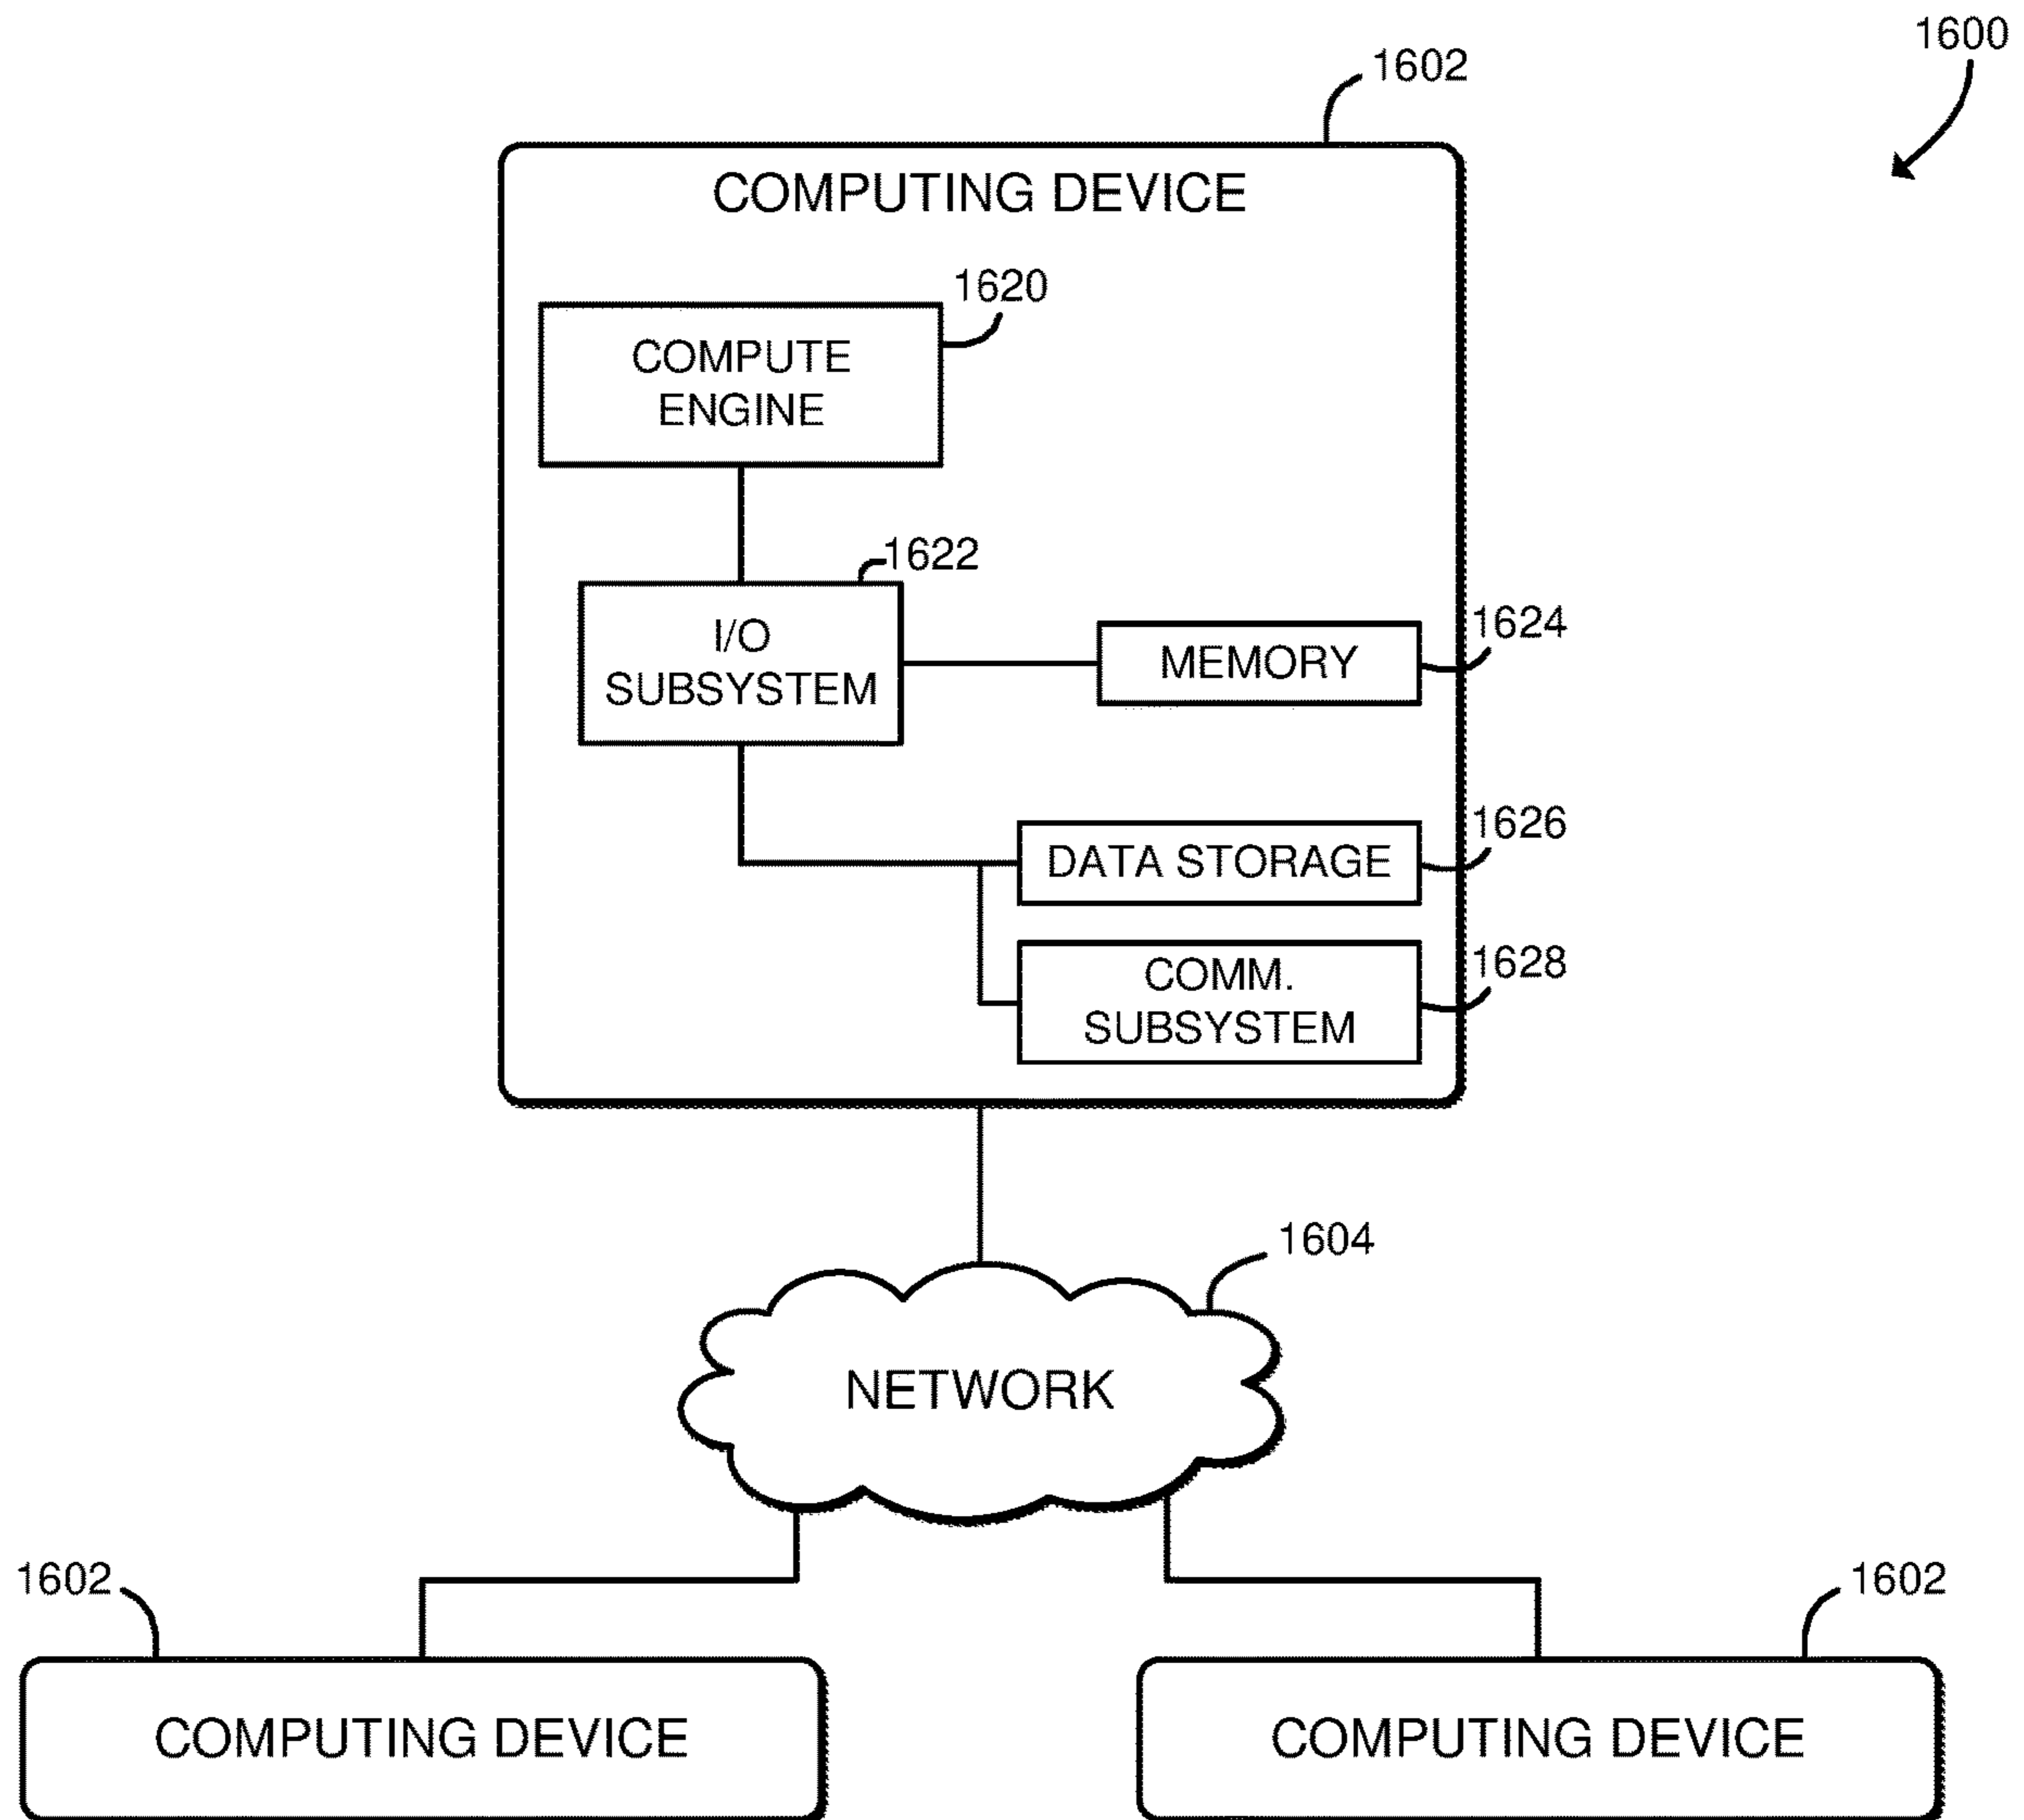 1600
1602
COMPUTING DEVICE
1620
COMPUTE
ENGINE
1622
I/O
SUBSYSTEM
1624
MEMORY
1626
DATA STORAGE
1628
COMM.
SUBSYSTEM
1604
NETWORK
1602
COMPUTING DEVICE
1602
COMPUTING DEVICE